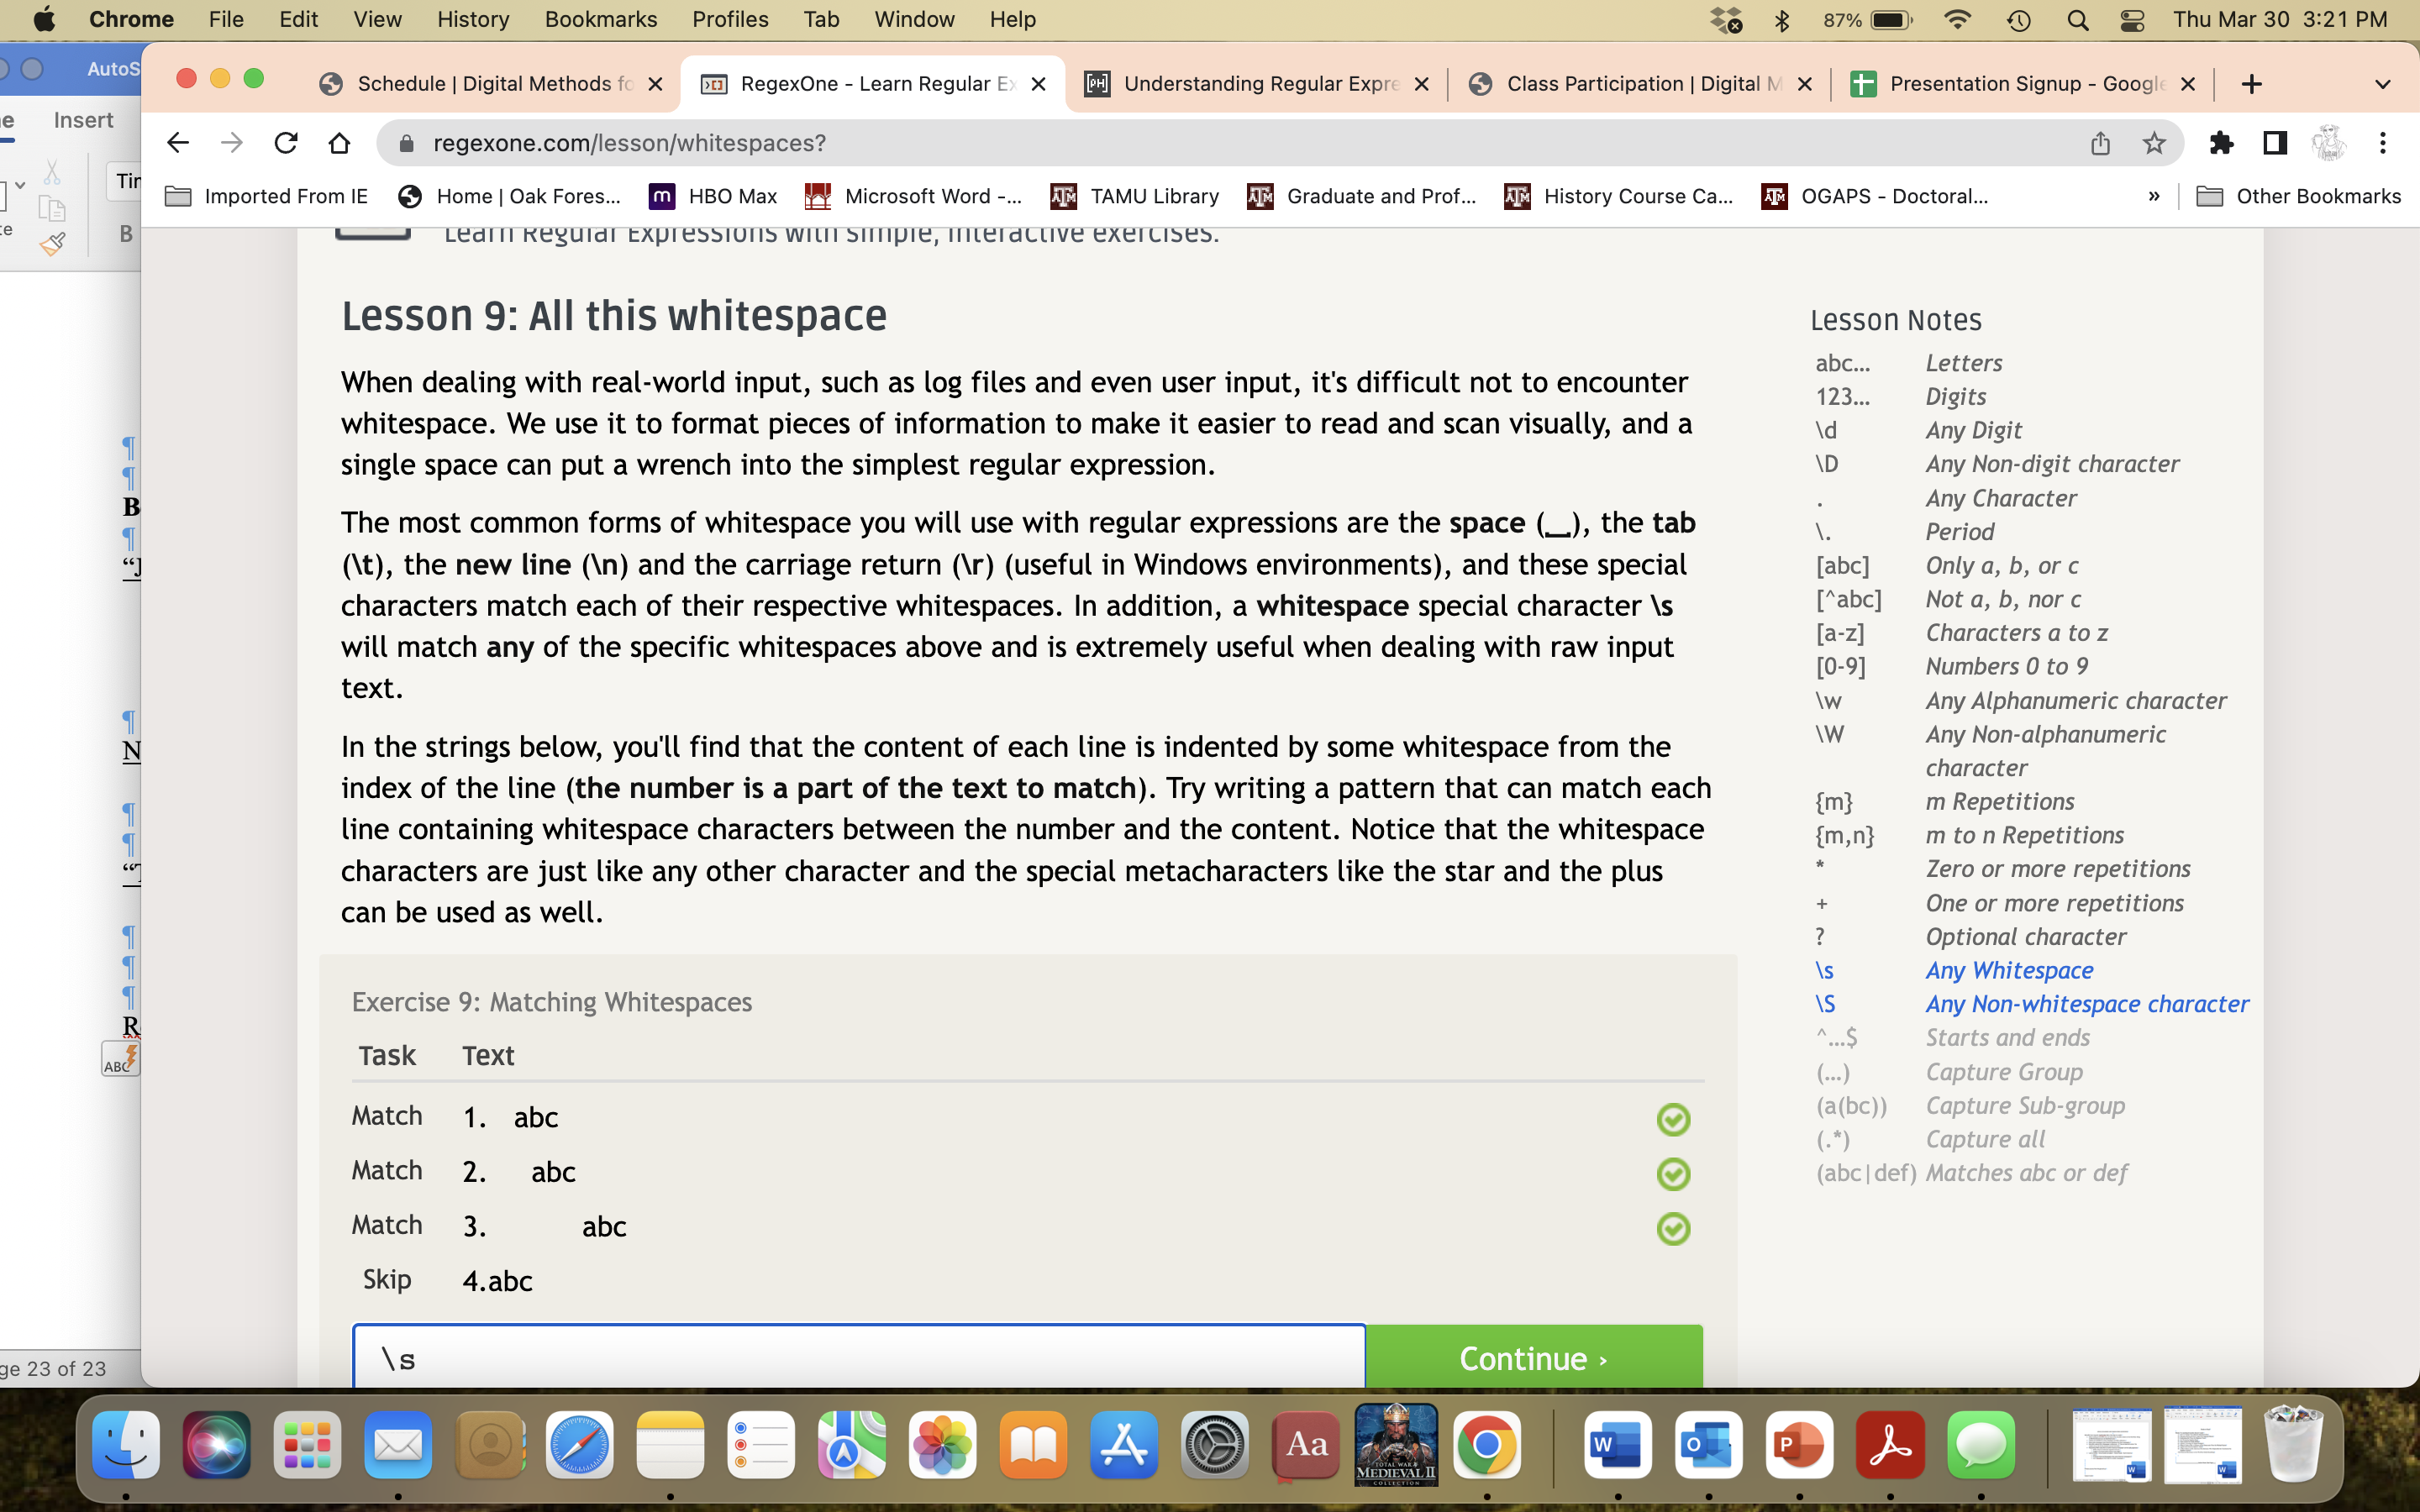 Chrome File Edit View History Bookmarks Profiles Tab Window Help 87% Thu Mar 30 3:21 PM
AutoS
Schedule | Digital Methods fo RegexOne - Learn Regular Ex Understanding Regular Expre Class Participation | Digital M Presentation Signup - Google
Insert
regexone.com/lesson/whitespaces?
Imported From IE Home | Oak Fores... HBO Max Microsoft Word -... TAMU Library Graduate and Prof... History Course Ca... OGAPS - Doctoral... » Other Bookmarks
Learn Regular Expressions with simple, interactive exercises.
Lesson 9: All this whitespace
When dealing with real-world input, such as log files and even user input, it's difficult not to encounter
whitespace. We use it to format pieces of information to make it easier to read and scan visually, and a
single space can put a wrench into the simplest regular expression.
The most common forms of whitespace you will use with regular expressions are the space (⎵), the tab
(\t), the new line (\n) and the carriage return (\r) (useful in Windows environments), and these special
characters match each of their respective whitespaces. In addition, a whitespace special character \s
will match any of the specific whitespaces above and is extremely useful when dealing with raw input
text.
In the strings below, you'll find that the content of each line is indented by some whitespace from the
index of the line (the number is a part of the text to match). Try writing a pattern that can match each
line containing whitespace characters between the number and the content. Notice that the whitespace
characters are just like any other character and the special metacharacters like the star and the plus
can be used as well.
Exercise 9: Matching Whitespaces
Task Text
Match 1.   abc
Match 2.     abc
Match 3.           abc
Skip 4.abc
\s
Continue ›
Lesson Notes
abc... Letters
123... Digits
\d Any Digit
\D Any Non-digit character
. Any Character
\. Period
[abc] Only a, b, or c
[^abc] Not a, b, nor c
[a-z] Characters a to z
[0-9] Numbers 0 to 9
\w Any Alphanumeric character
\W Any Non-alphanumeric
character
{m} m Repetitions
{m,n} m to n Repetitions
* Zero or more repetitions
+ One or more repetitions
? Optional character
\s Any Whitespace
\S Any Non-whitespace character
^...$ Starts and ends
(...) Capture Group
(a(bc)) Capture Sub-group
(.*) Capture all
(abc|def) Matches abc or def
ge 23 of 23
Aa
TOTAL WAR
MEDIEVAL II
COLLECTION